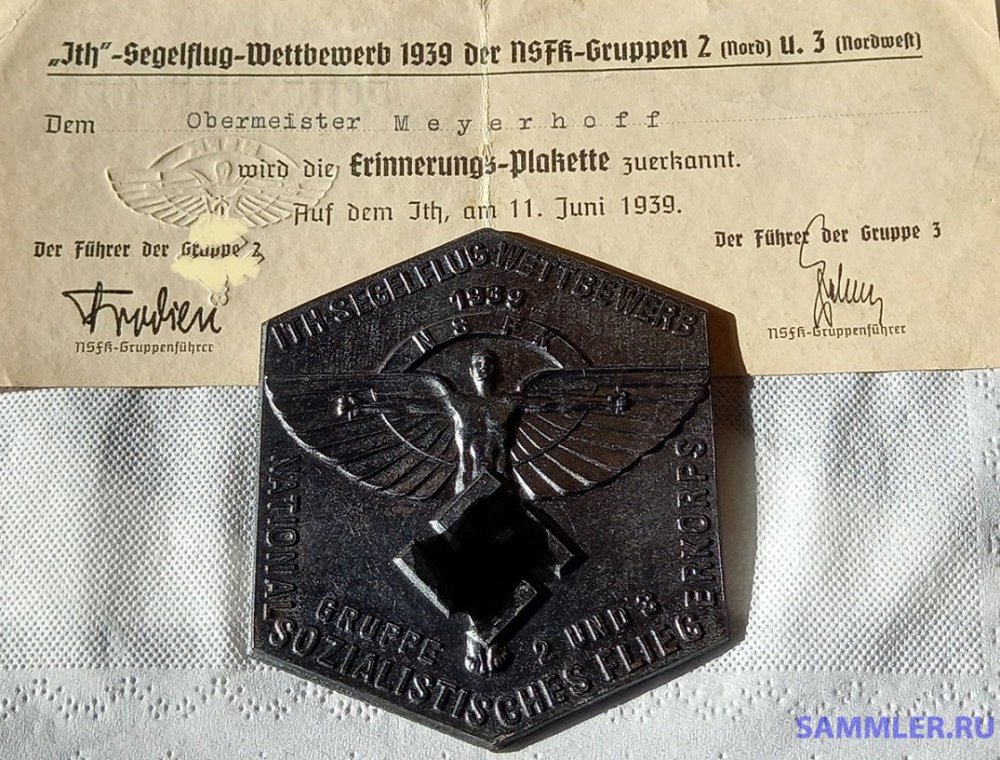 „Ith"-Segelflug-Wettbewerb 1939 der NSFK-Gruppen 2 (Nord) u. 3 (Nordwest)
Dem Obermeister Meyerhoff
wird die Erinnerungs-Plakette zuerkannt.
Auf dem Ith, am 11. Juni 1939.
Der Führer der Gruppe 2
Der Führer der Gruppe 3
NSFK-Gruppenführer
NSFK-Gruppenführer
ITH-SEGELFLUG-WETTBEWERB
1939
NSFK
NATIONALSOZIALISTISCHES FLIEGERKORPS
GRUPPE 2 UND 3
SAMMLER.RU